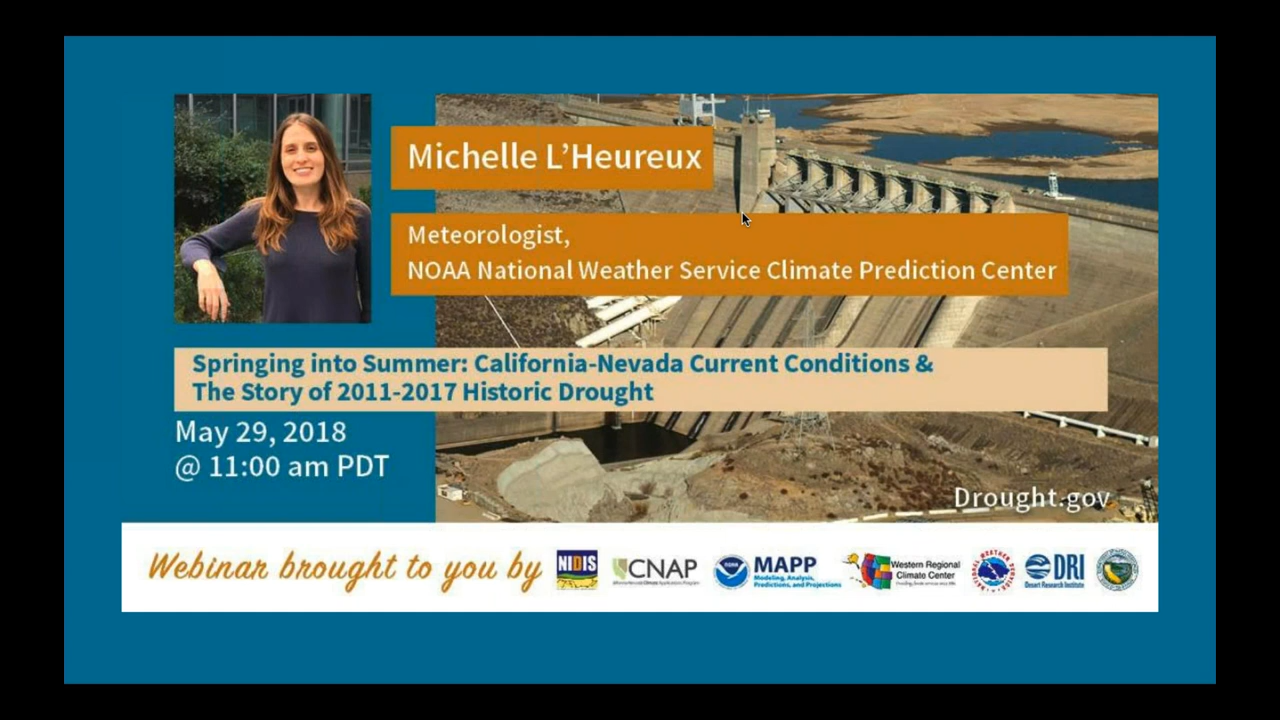 Michelle L'Heureux
Meteorologist,
NOAA National Weather Service Climate Prediction Center
Springing into Summer: California-Nevada Current Conditions &
The Story of 2011-2017 Historic Drought
May 29, 2018
@ 11:00 am PDT
Drought.gov
Webinar brought to you by
NIDIS
CNAP
NOAA
MAPP
Modeling, Analysis,
Predictions, and Projections
Western Regional
Climate Center
DRI
Desert Research Institute